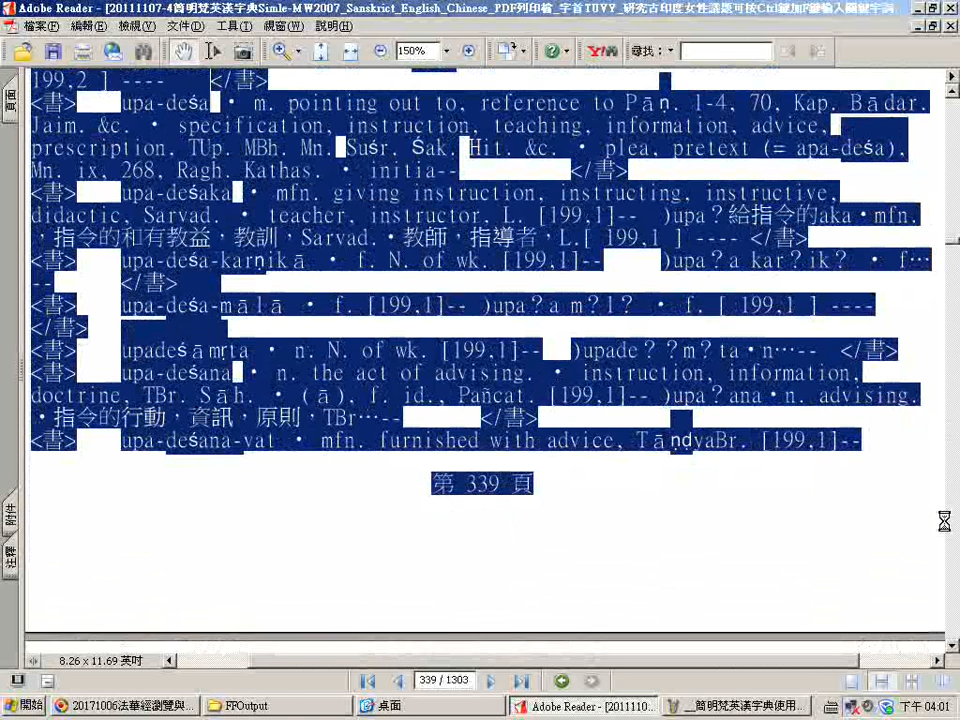 Adobe Reader - [20111107-4簡明梵英漢字典Simle-MW2007_Sanskrict_English_Chinese_PDF列印檔_字首TUVY_研究古印度女性議題可按Ctrl鍵加F鍵輸入關鍵字詞
檔案(F) 編輯(E) 檢視(V) 文件(D) 工具(T) 視窗(W) 說明(H)
150% 尋找：
頁面
附件
註釋
199,2 ] ---- </書>
<書> upa-deśa • m. pointing out to, reference to Pāṇ. 1-4, 70, Kap. Bādar.
Jaim. &c. • specification, instruction, teaching, information, advice,
prescription, TUp. MBh. Mn. Suśr. Śak. Hit. &c. • plea, pretext (= apa-deśa),
Mn. ix, 268, Ragh. Kathas. • initia-- </書>
<書> upa-deśaka • mfn. giving instruction, instructing, instructive,
didactic, Sarvad. • teacher, instructor, L. [199,1]-- )upa？給指令的aka•mfn.
，指令的和有教益，教訓，Sarvad.•教師，指導者，L.[ 199,1 ] ---- </書>
<書> upa-deśa-karṇikā • f. N. of wk. [199,1]-- )upa？a kar？ik？ • f…
-- </書>
<書> upa-deśa-mālā • f. [199,1]-- )upa？a m？l？ • f. [ 199,1 ] ----
</書>
<書> upadeśāmṛta • n. N. of wk. [199,1]-- )upade？？m？ta•n…-- </書>
<書> upa-deśana • n. the act of advising. • instruction, information,
doctrine, TBr. Sāh. • (ā), f. id., Pañcat. [199,1]-- )upa？ana•n. advising.
•指令的行動，資訊，原則，TBr…-- </書>
<書> upa-deśana-vat • mfn. furnished with advice, TāṇḍyaBr. [199,1]--
第 339 頁
8.26 x 11.69 英吋
339 / 1303
開始 20171006法華經瀏覽與... FFOutput 桌面 Adobe Reader - [2011110... __簡明梵英字典使用... 下午 04:01